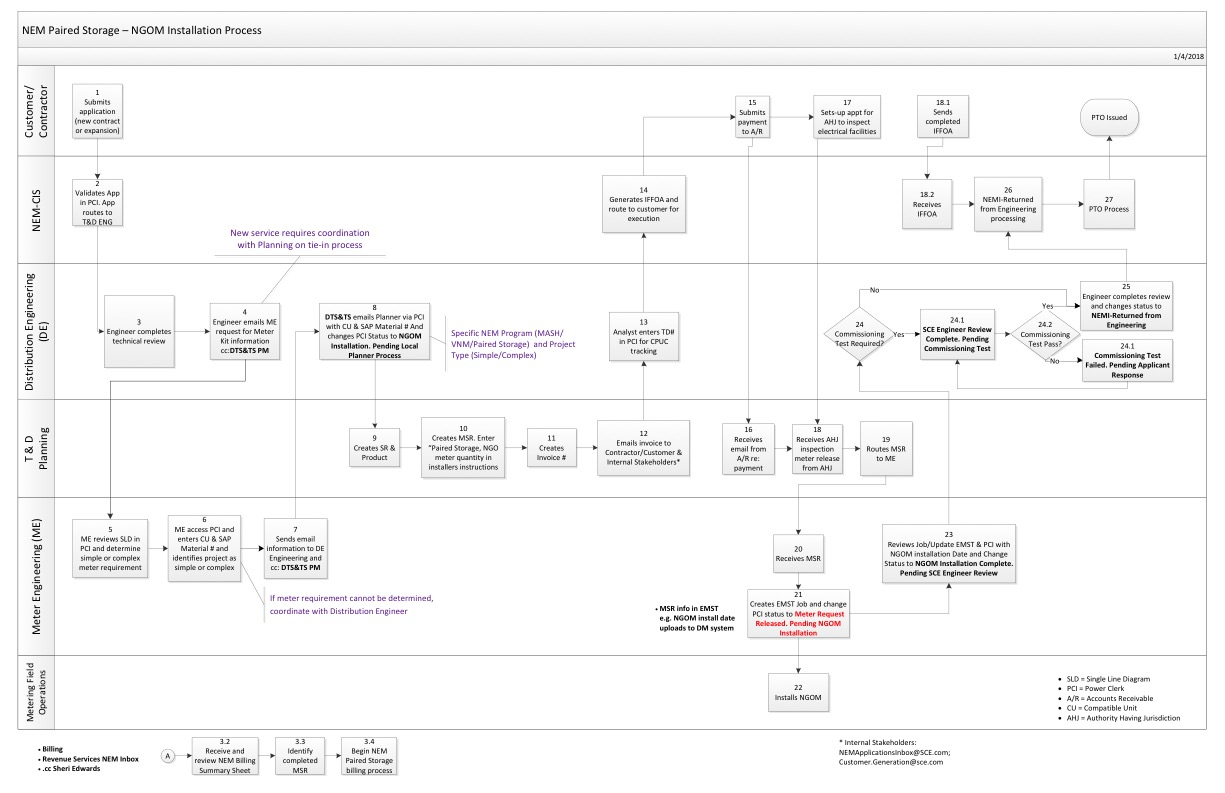 NEM Paired Storage – NGOM Installation Process
1/4/2018
Customer/
Contractor
1
Submits
application
(new contract
or expansion)
15
Submits
payment
to A/R
17
Sets-up appt for
AHJ to inspect
electrical facilities
18.1
Sends
completed
IFFOA
PTO Issued
NEM-CIS
2
Validates App
in PCI. App
routes to
T&D ENG
14
Generates IFFOA and
route to customer for
execution
18.2
Receives
IFFOA
26
NEMI-Returned
from Engineering
processing
27
PTO Process
New service requires coordination
with Planning on tie-in process
Distribution Engineering
(DE)
3
Engineer completes
technical review
4
Engineer emails ME
request for Meter
Kit information
cc:DTS&TS PM
8
DTS&TS emails Planner via PCI
with CU & SAP Material # And
changes PCI Status to NGOM
Installation. Pending Local
Planner Process
Specific NEM Program (MASH/
VNM/Paired Storage) and Project
Type (Simple/Complex)
13
Analyst enters TD#
in PCI for CPUC
tracking
24
Commissioning
Test Required?
No
Yes
24.1
SCE Engineer Review
Complete. Pending
Commissioning Test
24.2
Commissioning
Test Pass?
Yes
No
25
Engineer completes review
and changes status to
NEMI-Returned from
Engineering
24.1
Commissioning Test
Failed. Pending Applicant
Response
T & D
Planning
9
Creates SR &
Product
10
Creates MSR. Enter
"Paired Storage, NGO
meter quantity in
installers instructions
11
Creates
Invoice #
12
Emails invoice to
Contractor/Customer &
Internal Stakeholders*
16
Receives
email from
A/R re:
payment
18
Receives AHJ
inspection
meter release
from AHJ
19
Routes MSR
to ME
Meter Engineering (ME)
5
ME reviews SLD in
PCI and determine
simple or complex
meter requirement
6
ME access PCI and
enters CU & SAP
Material # and
identifies project as
simple or complex
7
Sends email
information to DE
Engineering and
cc: DTS&TS PM
If meter requirement cannot be determined,
coordinate with Distribution Engineer
20
Receives MSR
21
Creates EMST Job and change
PCI status to Meter Request
Released. Pending NGOM
Installation
• MSR info in EMST
e.g. NGOM install date
uploads to DM system
23
Reviews Job/Update EMST & PCI with
NGOM installation Date and Change
Status to NGOM Installation Complete.
Pending SCE Engineer Review
Metering Field
Operations
22
Installs NGOM
• SLD = Single Line Diagram
• PCI = Power Clerk
• A/R = Accounts Receivable
• CU = Compatible Unit
• AHJ = Authority Having Jurisdiction
• Billing
• Revenue Services NEM Inbox
• .cc Sheri Edwards
A
3.2
Receive and
review NEM Billing
Summary Sheet
3.3
Identify
completed
MSR
3.4
Begin NEM
Paired Storage
billing process
* Internal Stakeholders:
NEMApplicationsInbox@SCE.com;
Customer.Generation@sce.com